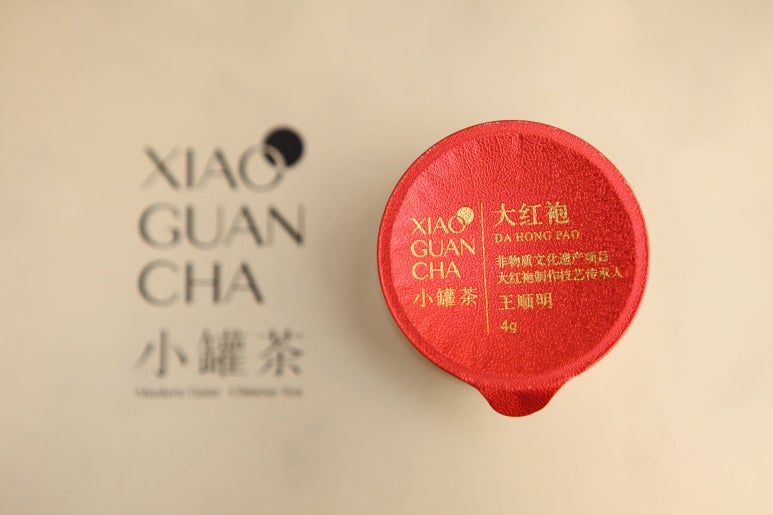 XIAO
GUAN
CHA
小罐茶
XIAO
GUAN
CHA
小罐茶
大红袍
DA HONG PAO
非物质文化遗产项目
大红袍制作技艺传承人
王顺明
4g